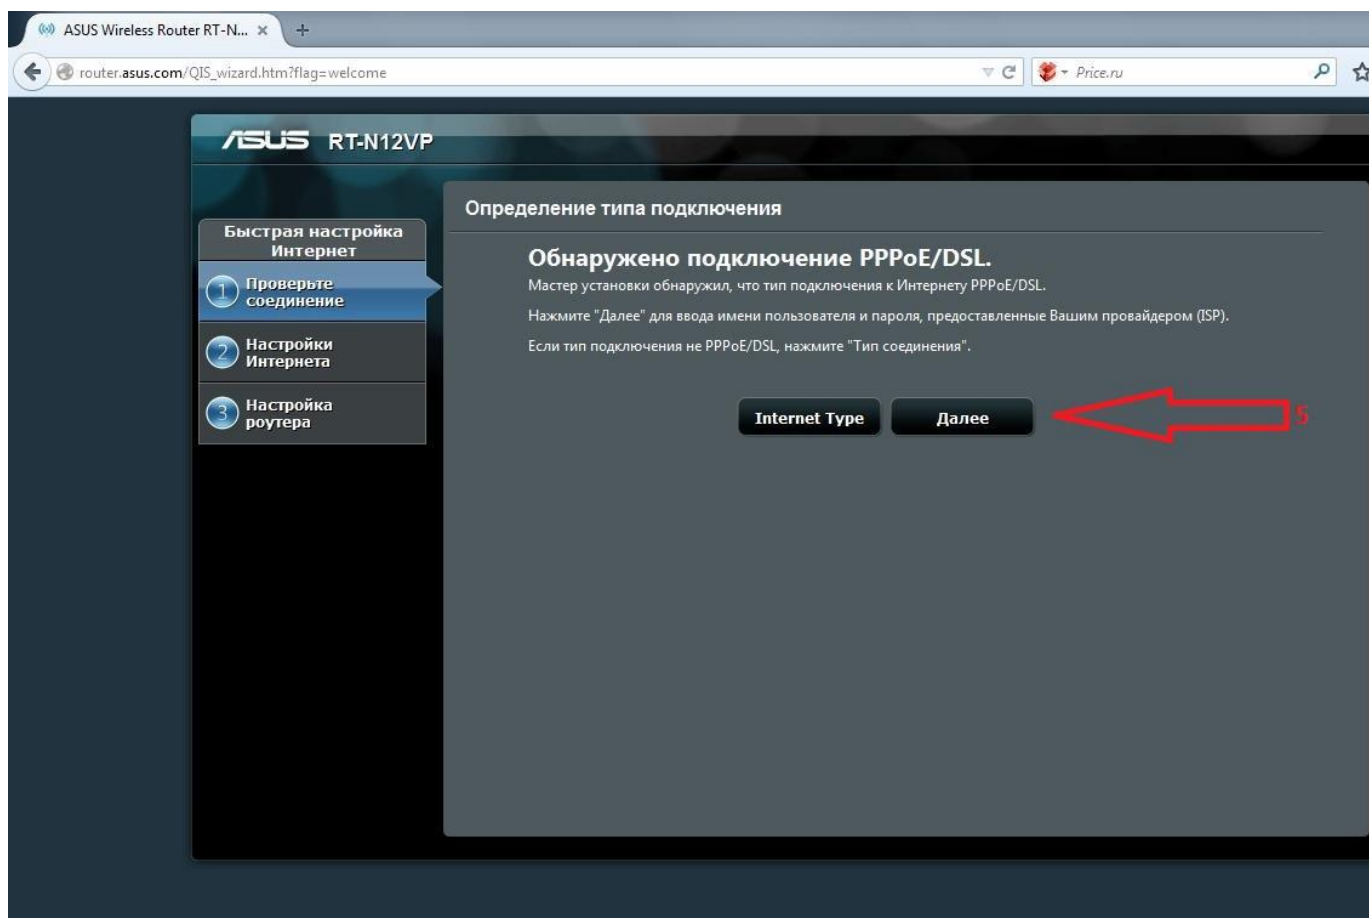 ASUS Wireless Router RT-N...
router.asus.com/QIS_wizard.htm?flag=welcome
Price.ru
ASUS RT-N12VP
Быстрая настройка
Интернет
1 Проверьте
соединение
2 Настройки
Интернета
3 Настройка
роутера
Определение типа подключения
Обнаружено подключение PPPoE/DSL.
Мастер установки обнаружил, что тип подключения к Интернету PPPoE/DSL.
Нажмите "Далее" для ввода имени пользователя и пароля, предоставленные Вашим провайдером (ISP).
Если тип подключения не PPPoE/DSL, нажмите "Тип соединения".
Internet Type Далее 5